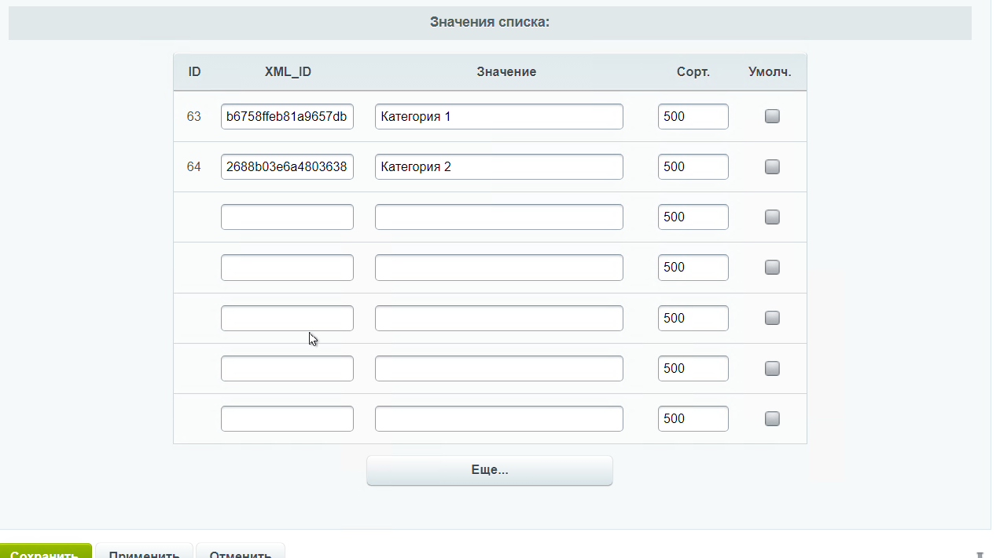 Значения списка:
ID XML_ID Значение Сорт. Умолч.
63 b6758ffeb81a9657db Категория 1 500
64 2688b03e6a4803638 Категория 2 500
500
500
500
500
500
Еще...
Сохранить Применить Отменить